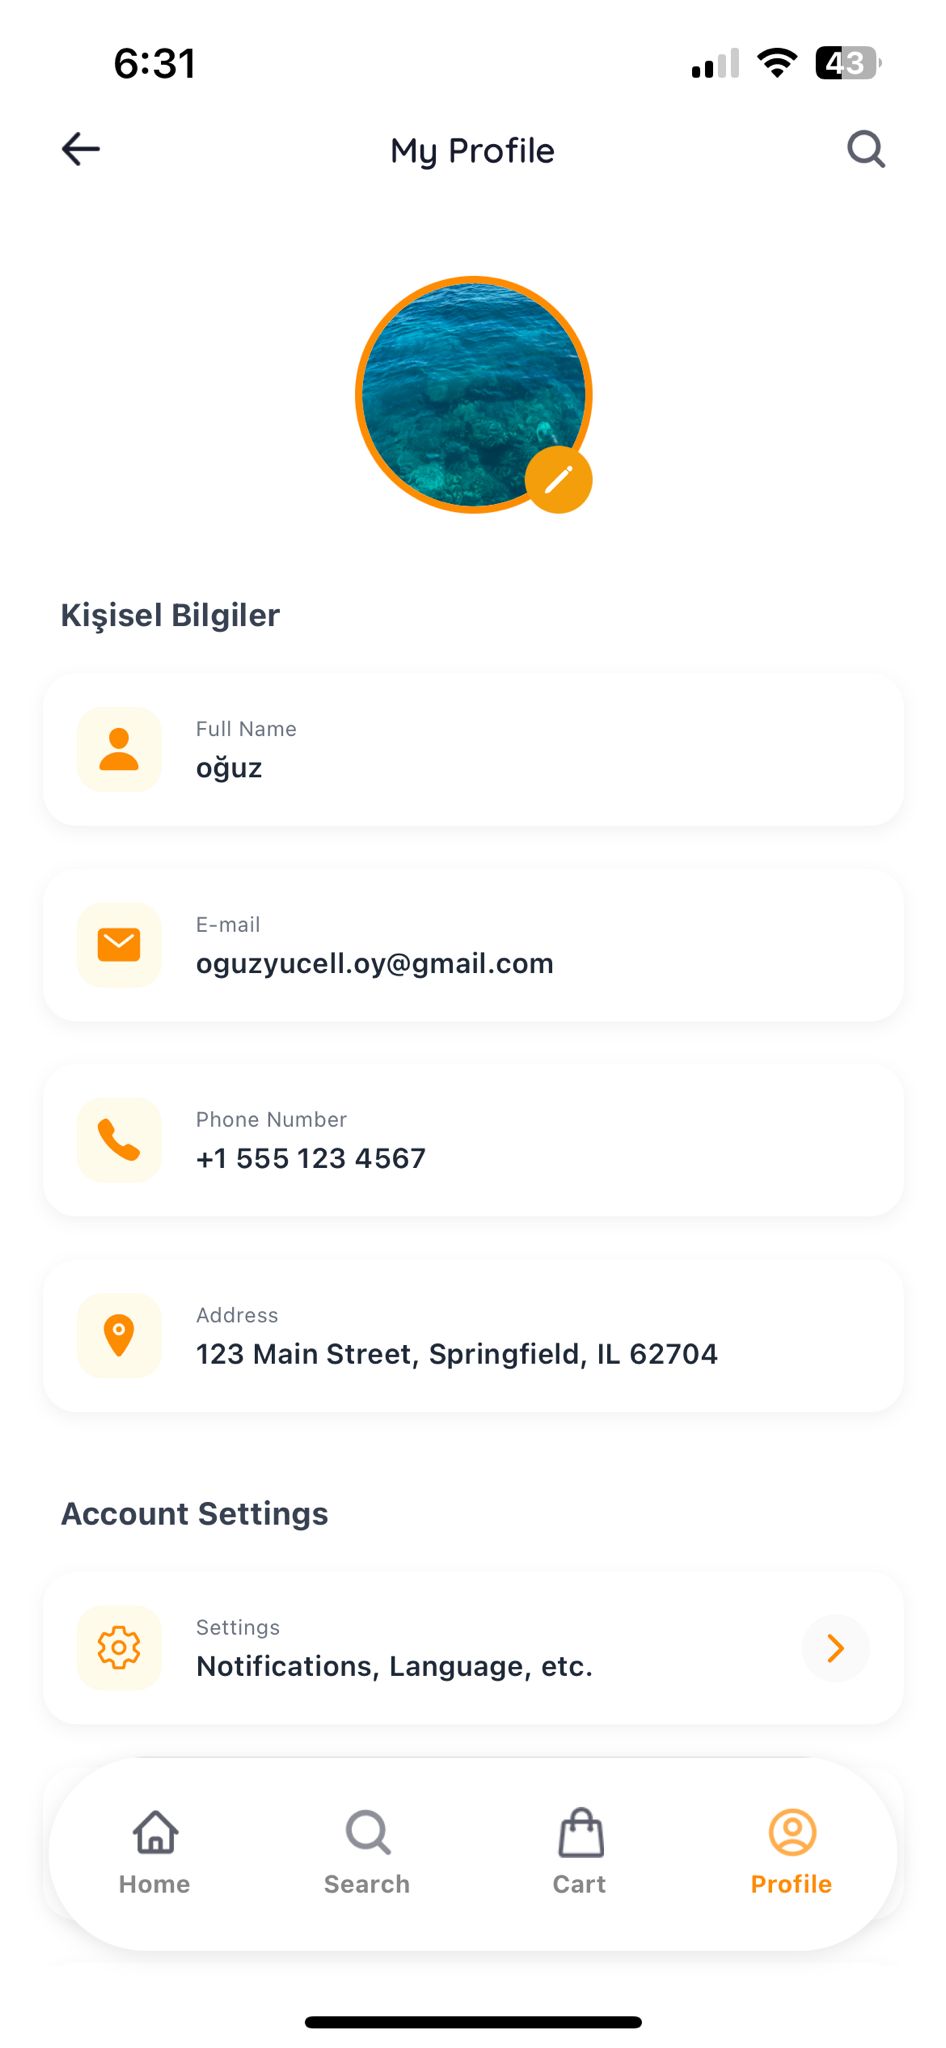 6:31
43
My Profile
Kişisel Bilgiler
Full Name
oğuz
E-mail
oguzyucell.oy@gmail.com
Phone Number
+1 555 123 4567
Address
123 Main Street, Springfield, IL 62704
Account Settings
Settings
Notifications, Language, etc.
Home
Search
Cart
Profile